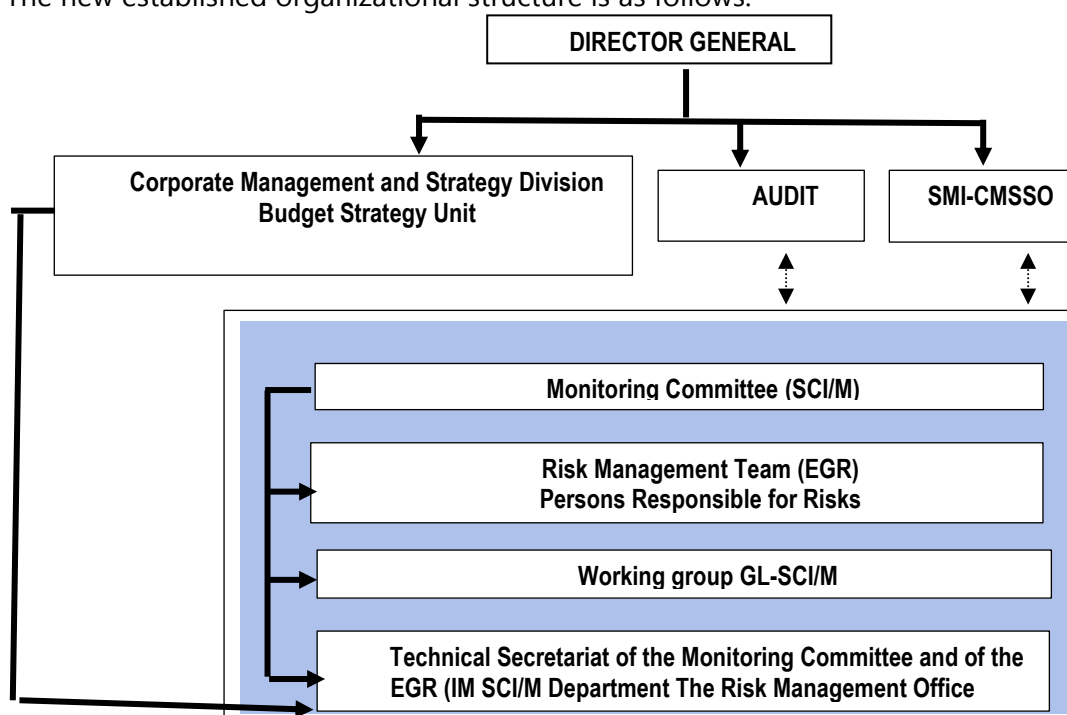 The new established organizational structure is as follows:
DIRECTOR GENERAL
Corporate Management and Strategy Division
Budget Strategy Unit
AUDIT
SMI-CMSSO
Monitoring Committee (SCI/M)
Risk Management Team (EGR)
Persons Responsible for Risks
Working group GL-SCI/M
Technical Secretariat of the Monitoring Committee and of the
EGR (IM SCI/M Department The Risk Management Office